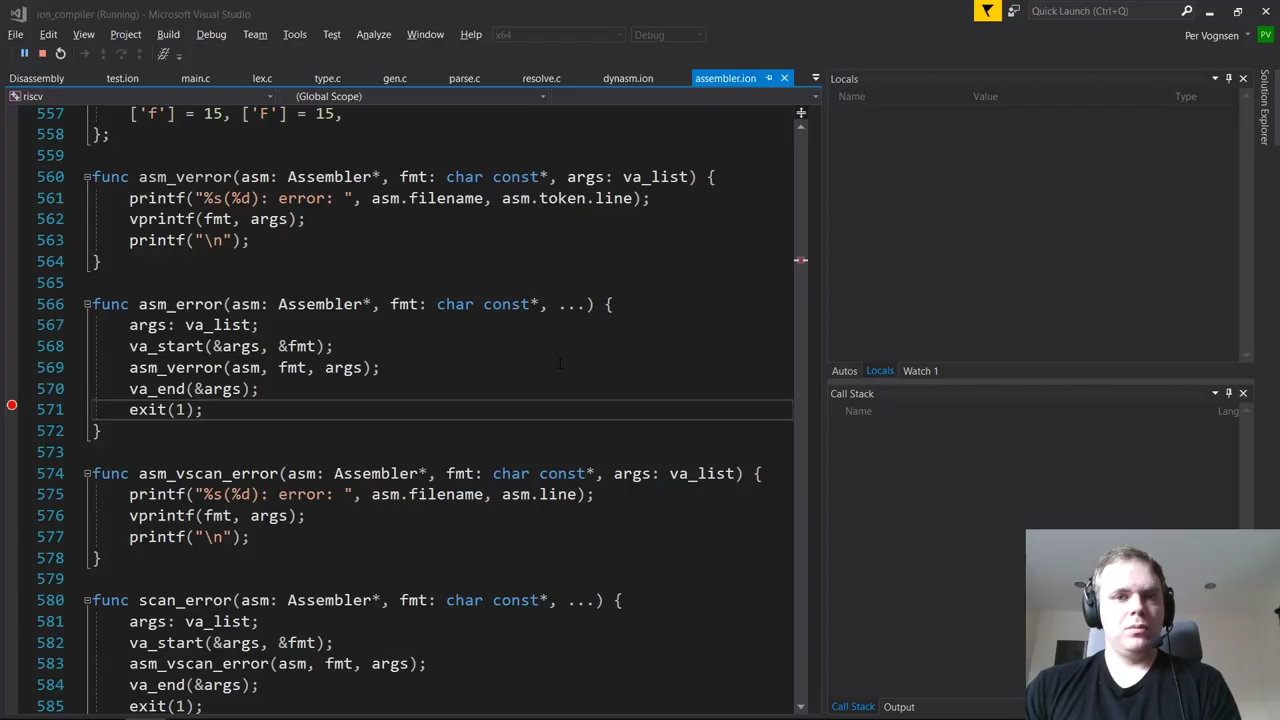 ion_compiler (Running) - Microsoft Visual Studio
Quick Launch (Ctrl+Q)
File Edit View Project Build Debug Team Tools Test Analyze Window Help x64 Debug
Per Vognsen PV
Disassembly test.ion main.c lex.c type.c gen.c parse.c resolve.c dynasm.ion assembler.ion
riscv (Global Scope)
557 ['f'] = 15, ['F'] = 15,
558 };
559
560 func asm_verror(asm: Assembler*, fmt: char const*, args: va_list) {
561 printf("%s(%d): error: ", asm.filename, asm.token.line);
562 vprintf(fmt, args);
563 printf("\n");
564 }
565
566 func asm_error(asm: Assembler*, fmt: char const*, ...) {
567 args: va_list;
568 va_start(&args, &fmt);
569 asm_verror(asm, fmt, args);
570 va_end(&args);
571 exit(1);
572 }
573
574 func asm_vscan_error(asm: Assembler*, fmt: char const*, args: va_list) {
575 printf("%s(%d): error: ", asm.filename, asm.line);
576 vprintf(fmt, args);
577 printf("\n");
578 }
579
580 func scan_error(asm: Assembler*, fmt: char const*, ...) {
581 args: va_list;
582 va_start(&args, &fmt);
583 asm_vscan_error(asm, fmt, args);
584 va_end(&args);
585 exit(1);
Locals
Name Value Type
Autos Locals Watch 1
Call Stack
Name Lang
Call Stack Output
Solution Explorer